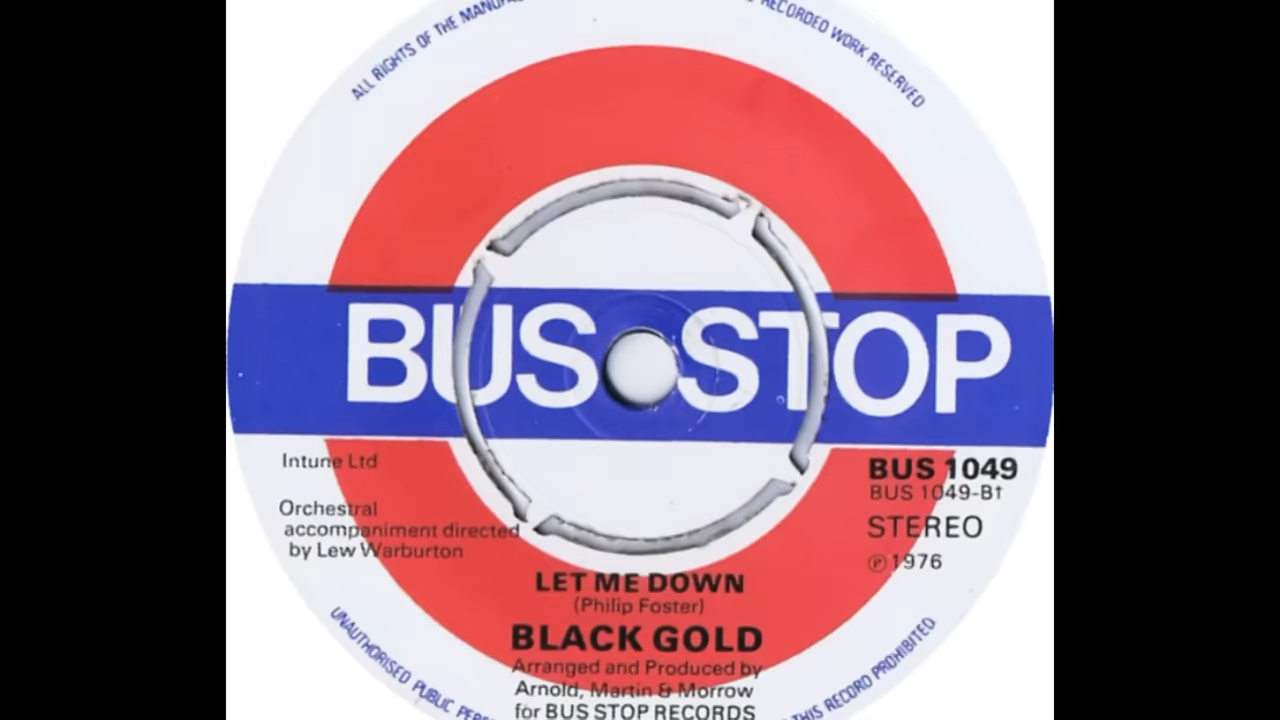 ALL RIGHTS OF THE
RECORDED WORK RESERVED
BUS STOP
Intune Ltd
Orchestral
accompaniment directed
by Lew Warburton
BUS 1049
BUS 1049-B†
STEREO
℗ 1976
LET ME DOWN
(Philip Foster)
BLACK GOLD
Arranged and Produced by
Arnold, Martin & Morrow
for BUS STOP RECORDS
UNAUTHORISED PUBLIC
THIS RECORD PROHIBITED